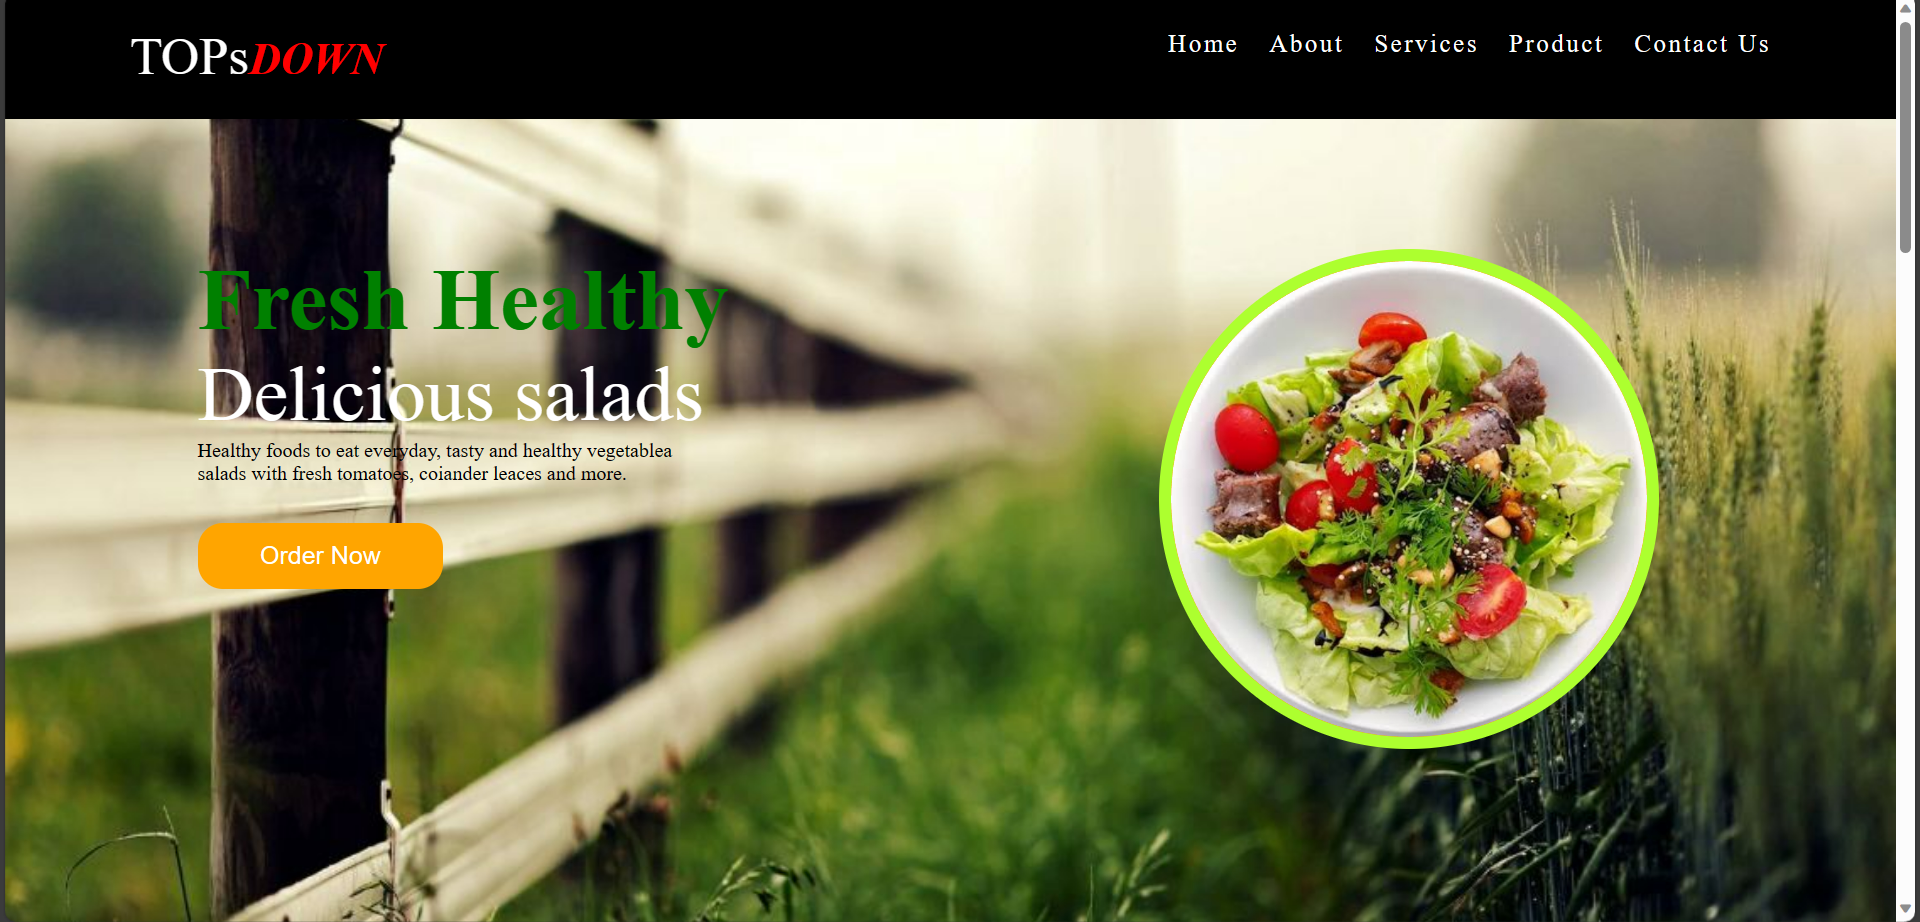 TOPsDOWN
Home About Services Product Contact Us
Fresh Healthy
Delicious salads
Healthy foods to eat everyday, tasty and healthy vegetablea
salads with fresh tomatoes, coiander leaces and more.
Order Now